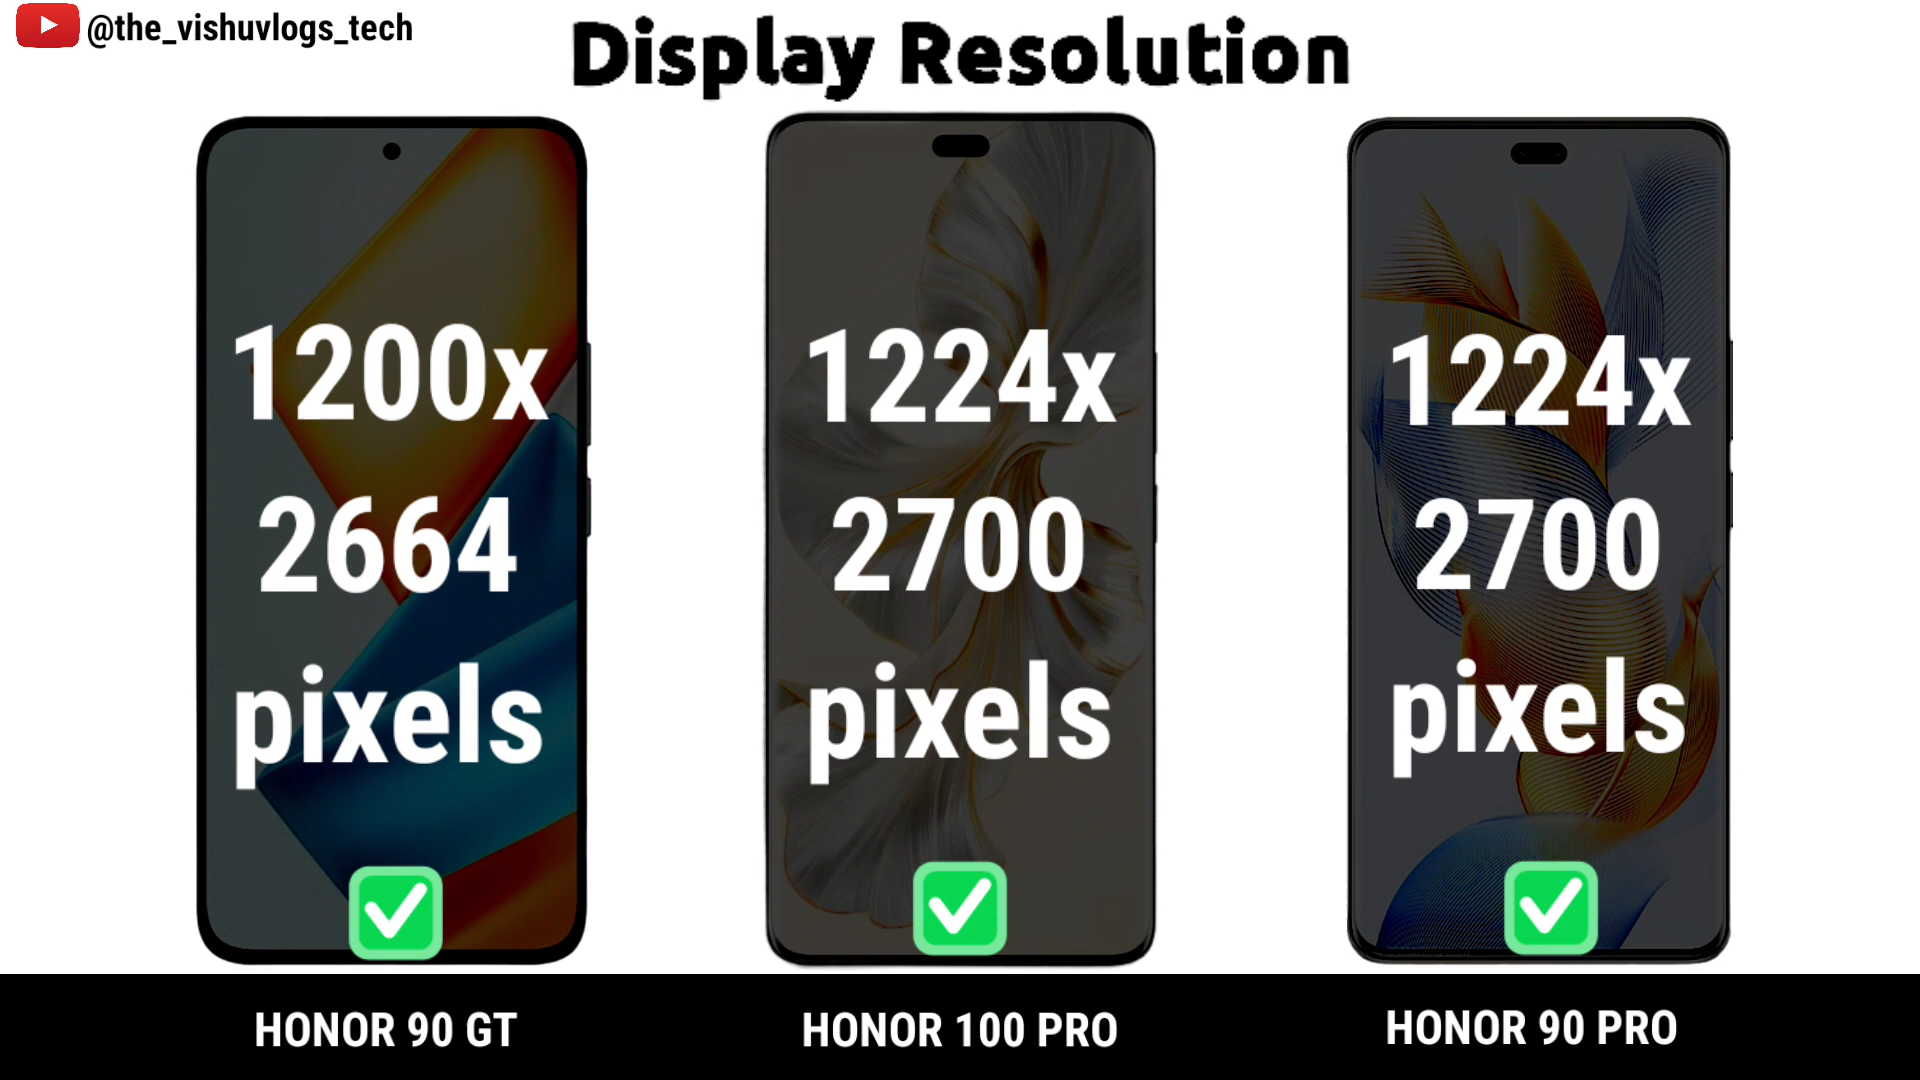 @the_vishuvlogs_tech
Display Resolution
1200x
2664
pixels
1224x
2700
pixels
1224x
2700
pixels
HONOR 90 GT
HONOR 100 PRO
HONOR 90 PRO